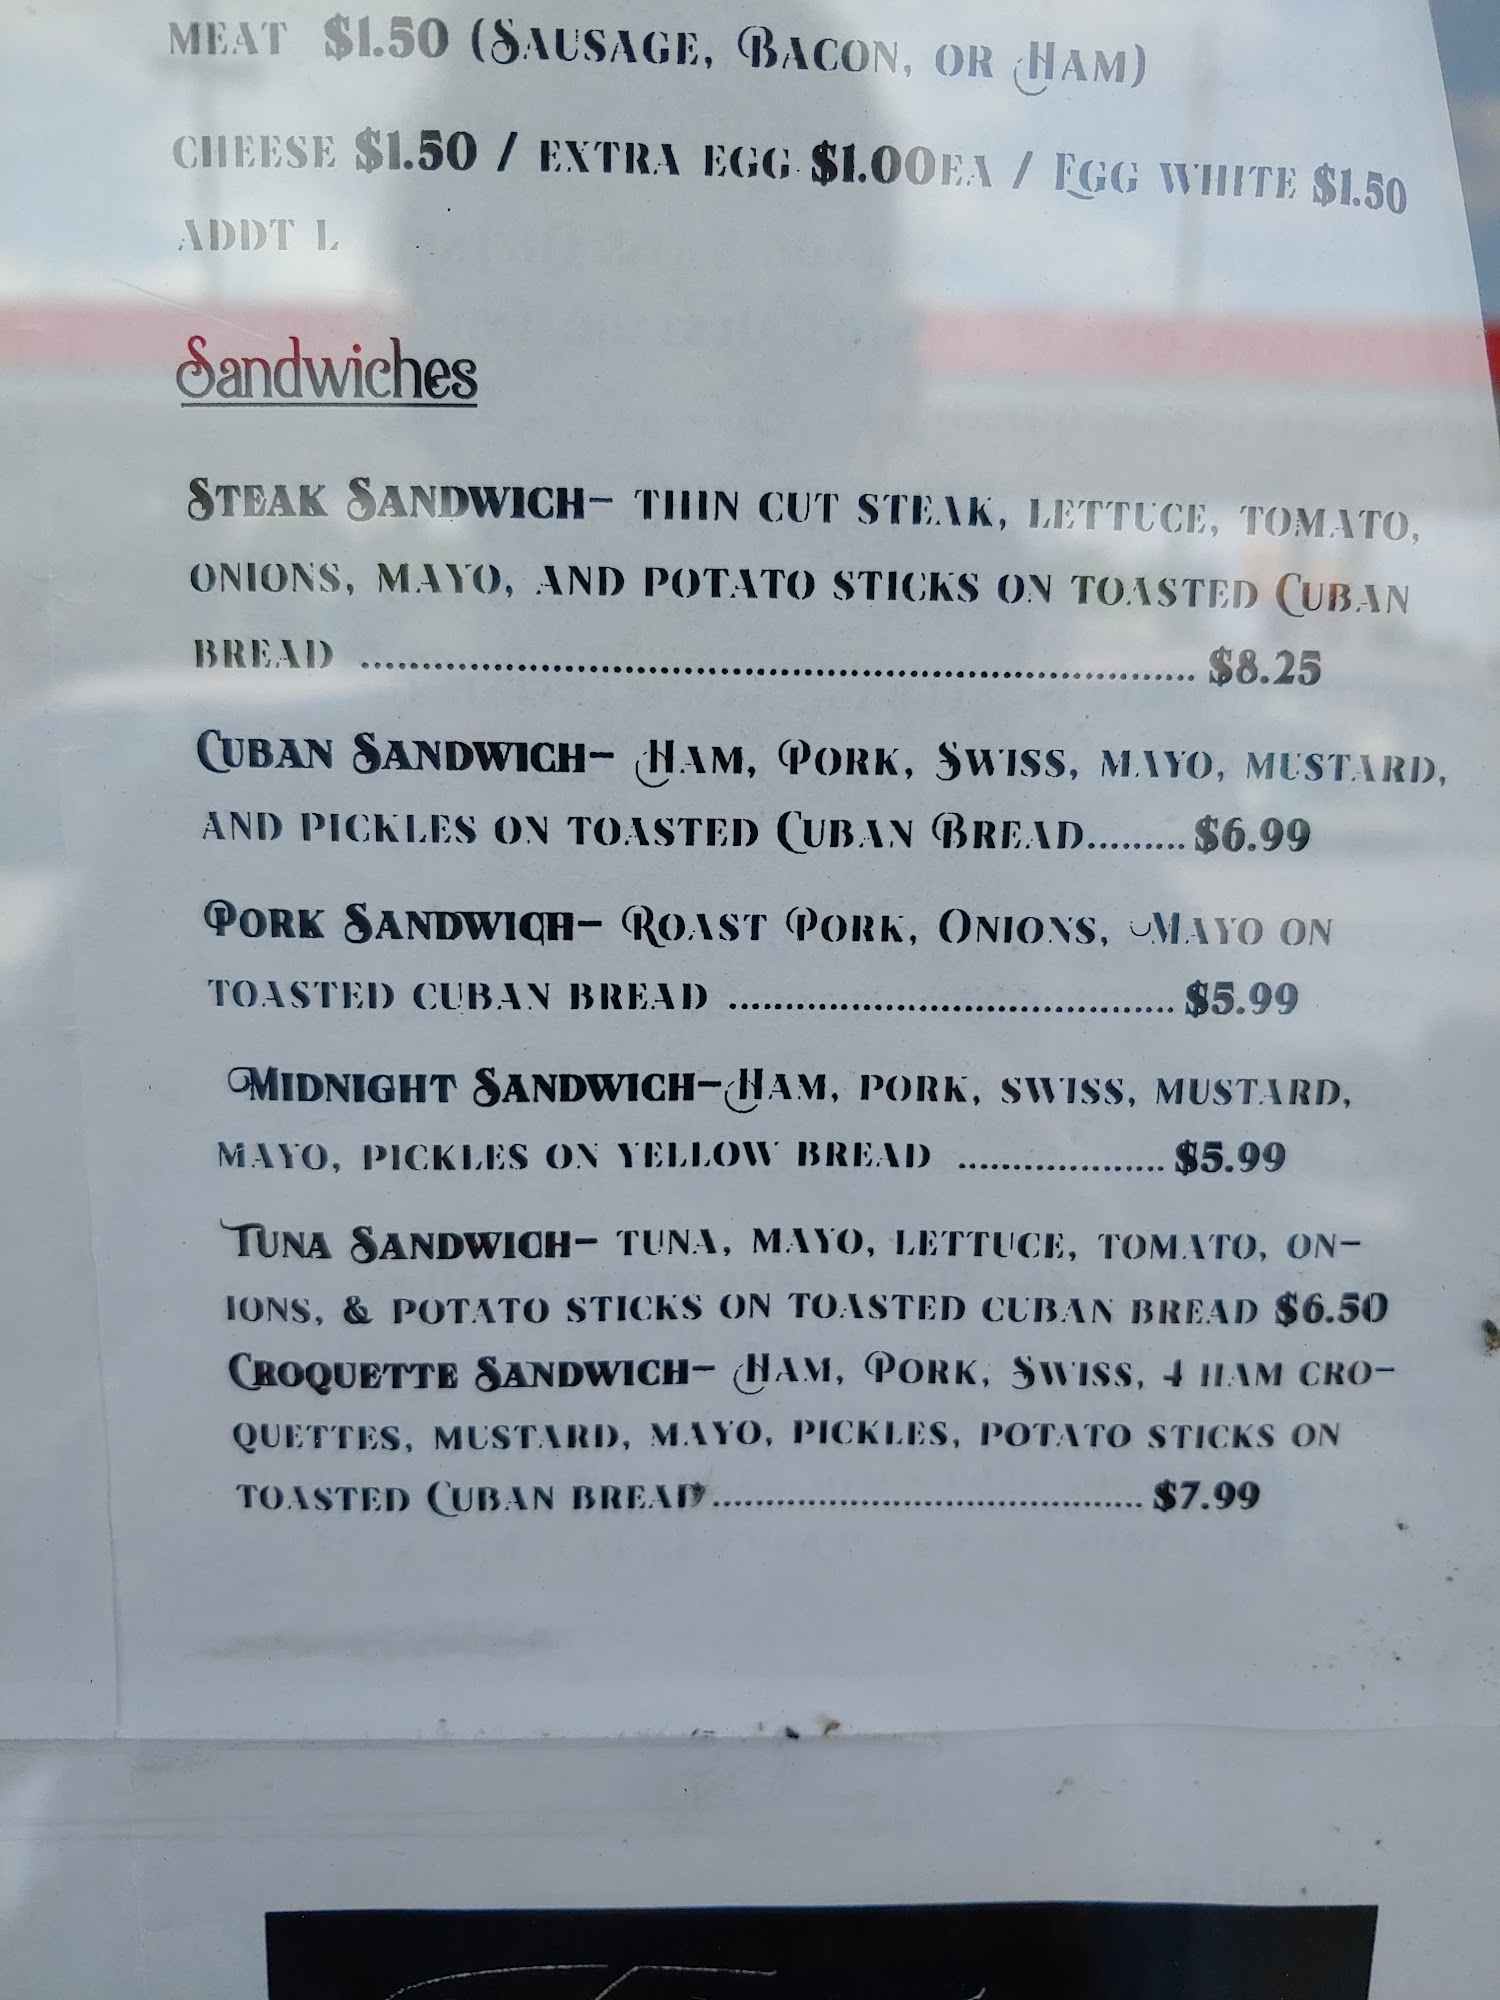 MEAT $1.50 (SAUSAGE, BACON, OR HAM)
CHEESE $1.50 / EXTRA EGG $1.00EA / EGG WHITE $1.50
ADDT L
Sandwiches
STEAK SANDWICH- THIN CUT STEAK, LETTUCE, TOMATO,
ONIONS, MAYO, AND POTATO STICKS ON TOASTED CUBAN
BREAD ........................................................................ $8.25
CUBAN SANDWICH- HAM, PORK, SWISS, MAYO, MUSTARD,
AND PICKLES ON TOASTED CUBAN BREAD......... $6.99
PORK SANDWICH- ROAST PORK, ONIONS, MAYO ON
TOASTED CUBAN BREAD ........................................ $5.99
MIDNIGHT SANDWICH-HAM, PORK, SWISS, MUSTARD,
MAYO, PICKLES ON YELLOW BREAD ................... $5.99
TUNA SANDWICH- TUNA, MAYO, LETTUCE, TOMATO, ON-
IONS, & POTATO STICKS ON TOASTED CUBAN BREAD $6.50
CROQUETTE SANDWICH- HAM, PORK, SWISS, 4 HAM CRO-
QUETTES, MUSTARD, MAYO, PICKLES, POTATO STICKS ON
TOASTED CUBAN BREAD........................................ $7.99